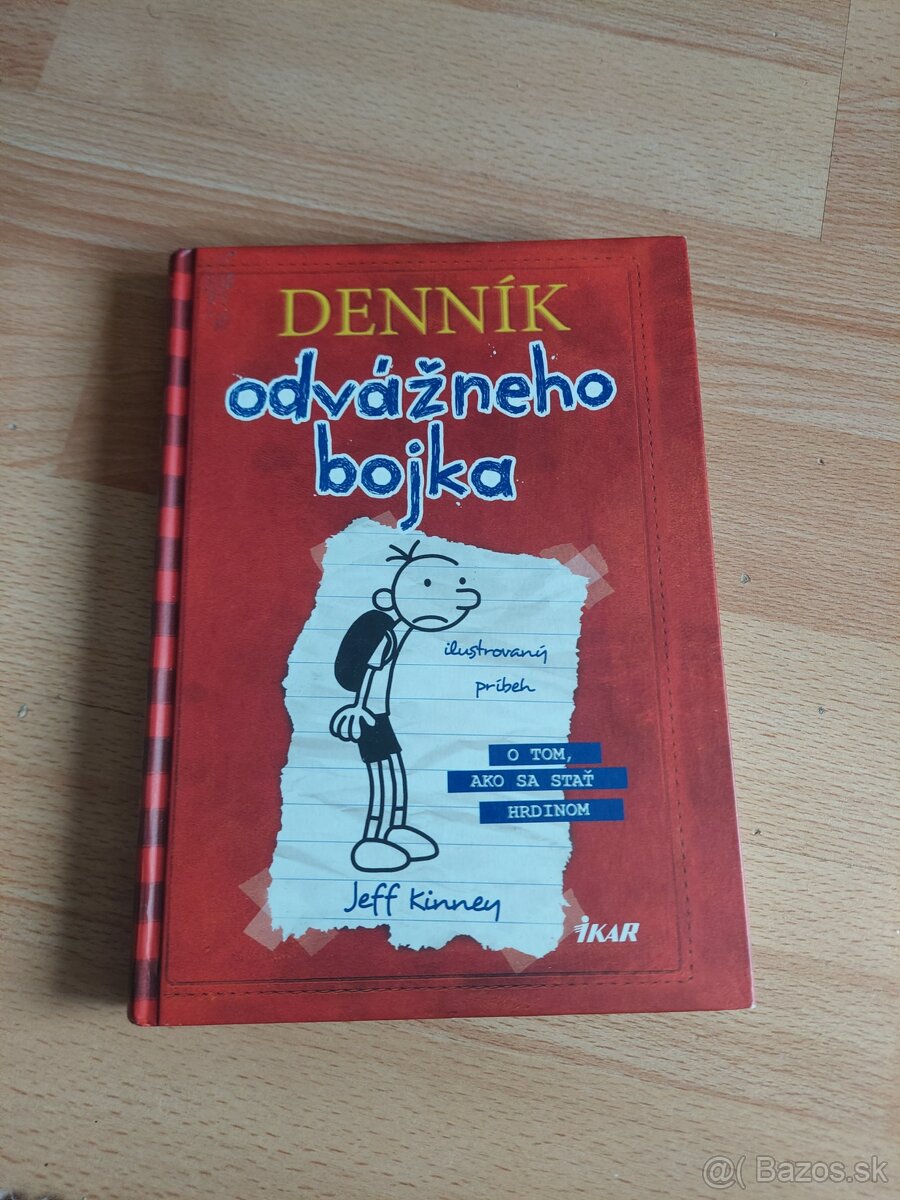 DENNÍK
odvážneho
bojka
ilustrovaný
príbeh
O TOM,
AKO SA STAŤ
HRDINOM
Jeff Kinney
IKAR
@( Bazos.sk